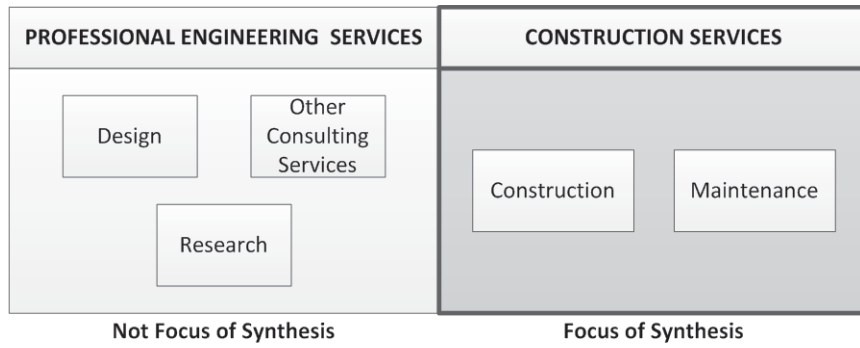 PROFESSIONAL ENGINEERING SERVICES
CONSTRUCTION SERVICES
Design
Other
Consulting
Services
Research
Construction
Maintenance
Not Focus of Synthesis
Focus of Synthesis